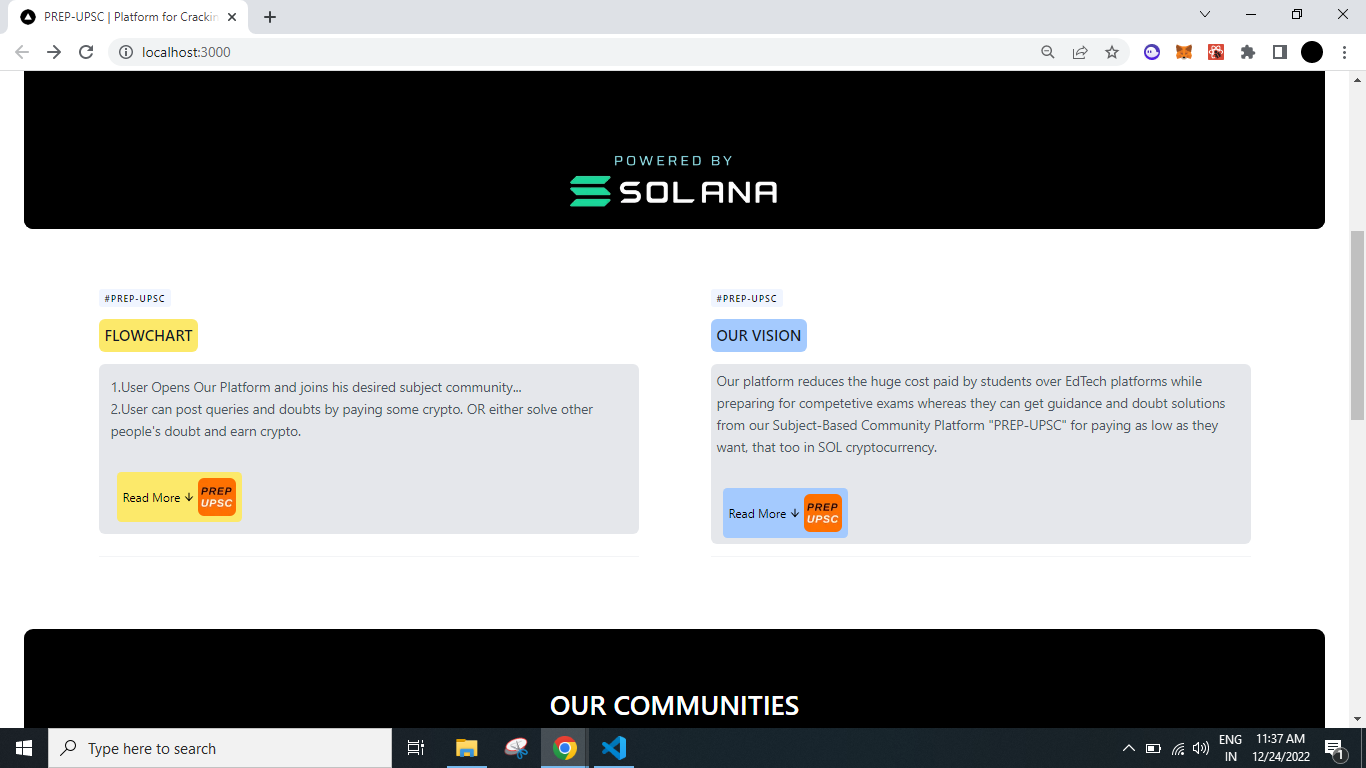 PREP-UPSC | Platform for Crackin
localhost:3000
POWERED BY
SOLANA
#PREP-UPSC
FLOWCHART
1.User Opens Our Platform and joins his desired subject community...
2.User can post queries and doubts by paying some crypto. OR either solve other
people's doubt and earn crypto.
Read More ↓ PREP
UPSC
#PREP-UPSC
OUR VISION
Our platform reduces the huge cost paid by students over EdTech platforms while
preparing for competetive exams whereas they can get guidance and doubt solutions
from our Subject-Based Community Platform "PREP-UPSC" for paying as low as they
want, that too in SOL cryptocurrency.
Read More ↓ PREP
UPSC
OUR COMMUNITIES
Type here to search
ENG
IN
11:37 AM
12/24/2022
1